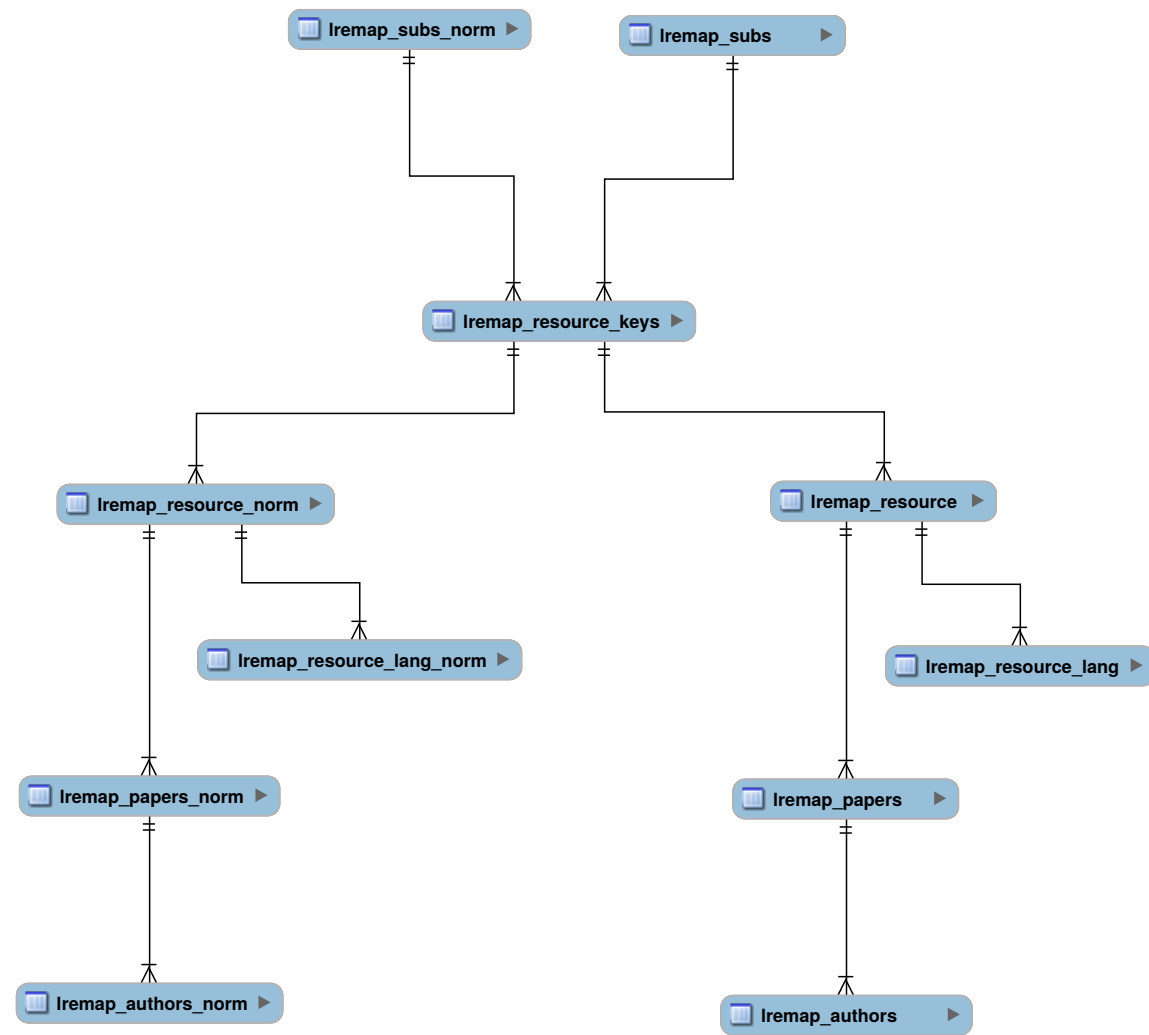 lremap_subs_norm
lremap_subs
lremap_resource_keys
lremap_resource_norm
lremap_resource
lremap_resource_lang_norm
lremap_resource_lang
lremap_papers_norm
lremap_papers
lremap_authors_norm
lremap_authors